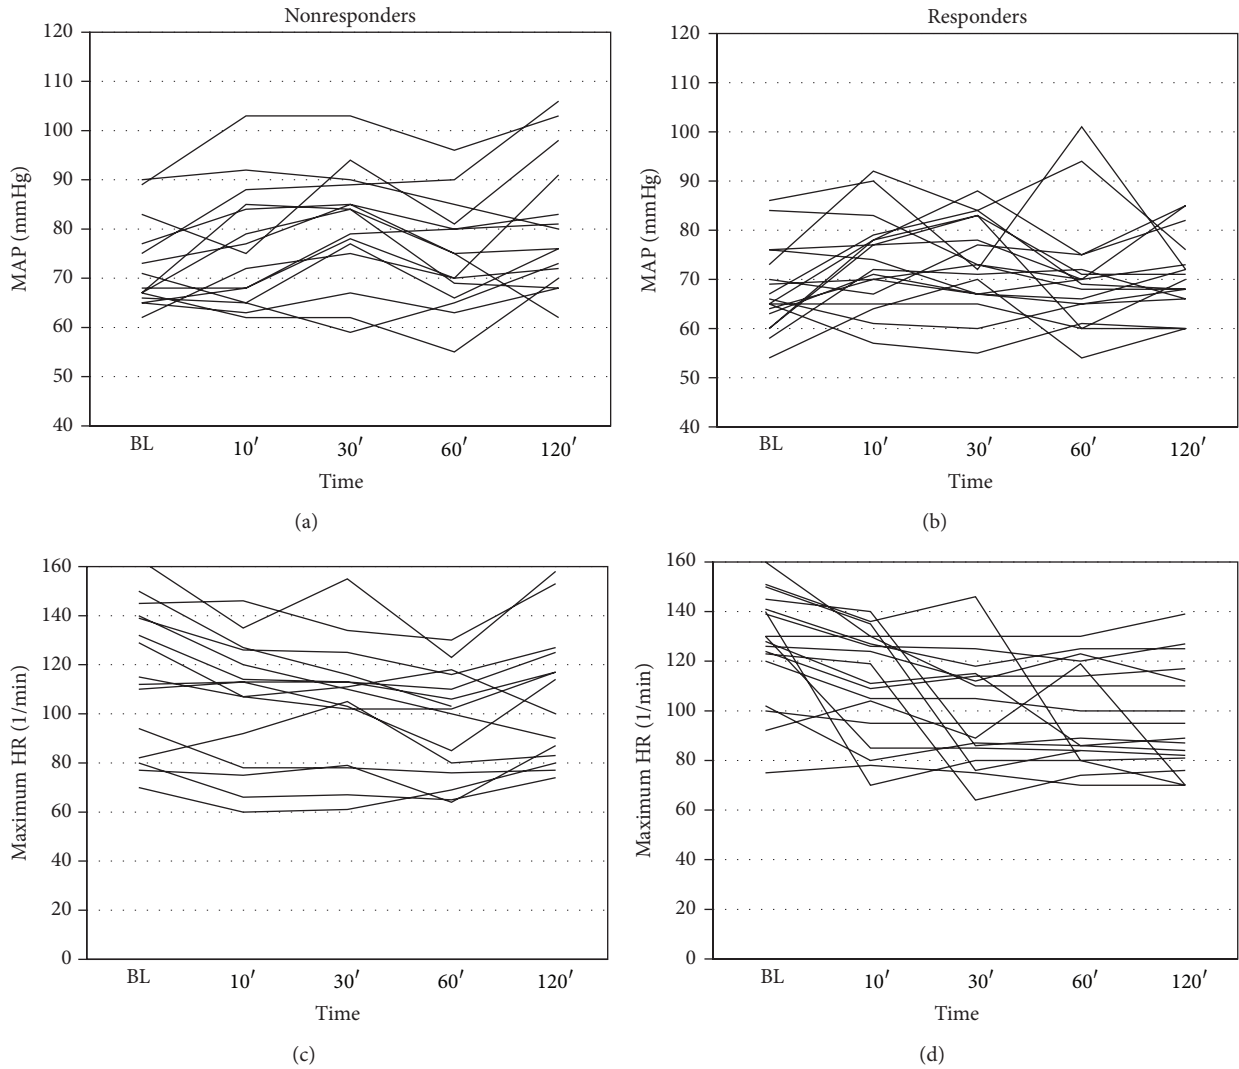 Nonresponders
120
110
100
90
80
70
60
50
40
MAP (mmHg)
BL 10′ 30′ 60′ 120′
Time
(a)
Responders
120
110
100
90
80
70
60
50
40
MAP (mmHg)
BL 10′ 30′ 60′ 120′
Time
(b)
160
140
120
100
80
60
40
20
0
Maximum HR (1/min)
BL 10′ 30′ 60′ 120′
Time
(c)
160
140
120
100
80
60
40
20
0
Maximum HR (1/min)
BL 10′ 30′ 60′ 120′
Time
(d)